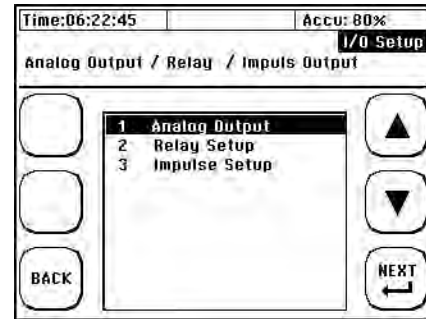 Time:06:22:45 Accu: 80%
I/O Setup
Analog Output / Relay / Impuls Output
1 Analog Output
2 Relay Setup
3 Impulse Setup
BACK
NEXT